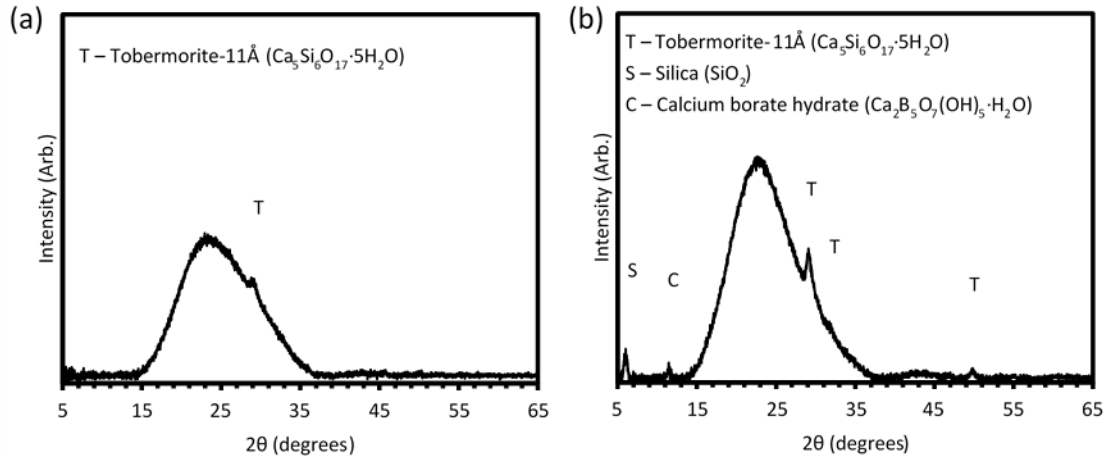 (a)
T – Tobermorite-11Å (Ca₅Si₆O₁₇·5H₂O)
T
Intensity (Arb.)
5 15 25 35 45 55 65
2θ (degrees)
(b)
T – Tobermorite- 11Å (Ca₅Si₆O₁₇·5H₂O)
S – Silica (SiO₂)
C – Calcium borate hydrate (Ca₂B₅O₇(OH)₅·H₂O)
T
T
S
C
T
Intensity (Arb.)
5 15 25 35 45 55 65
2θ (degrees)